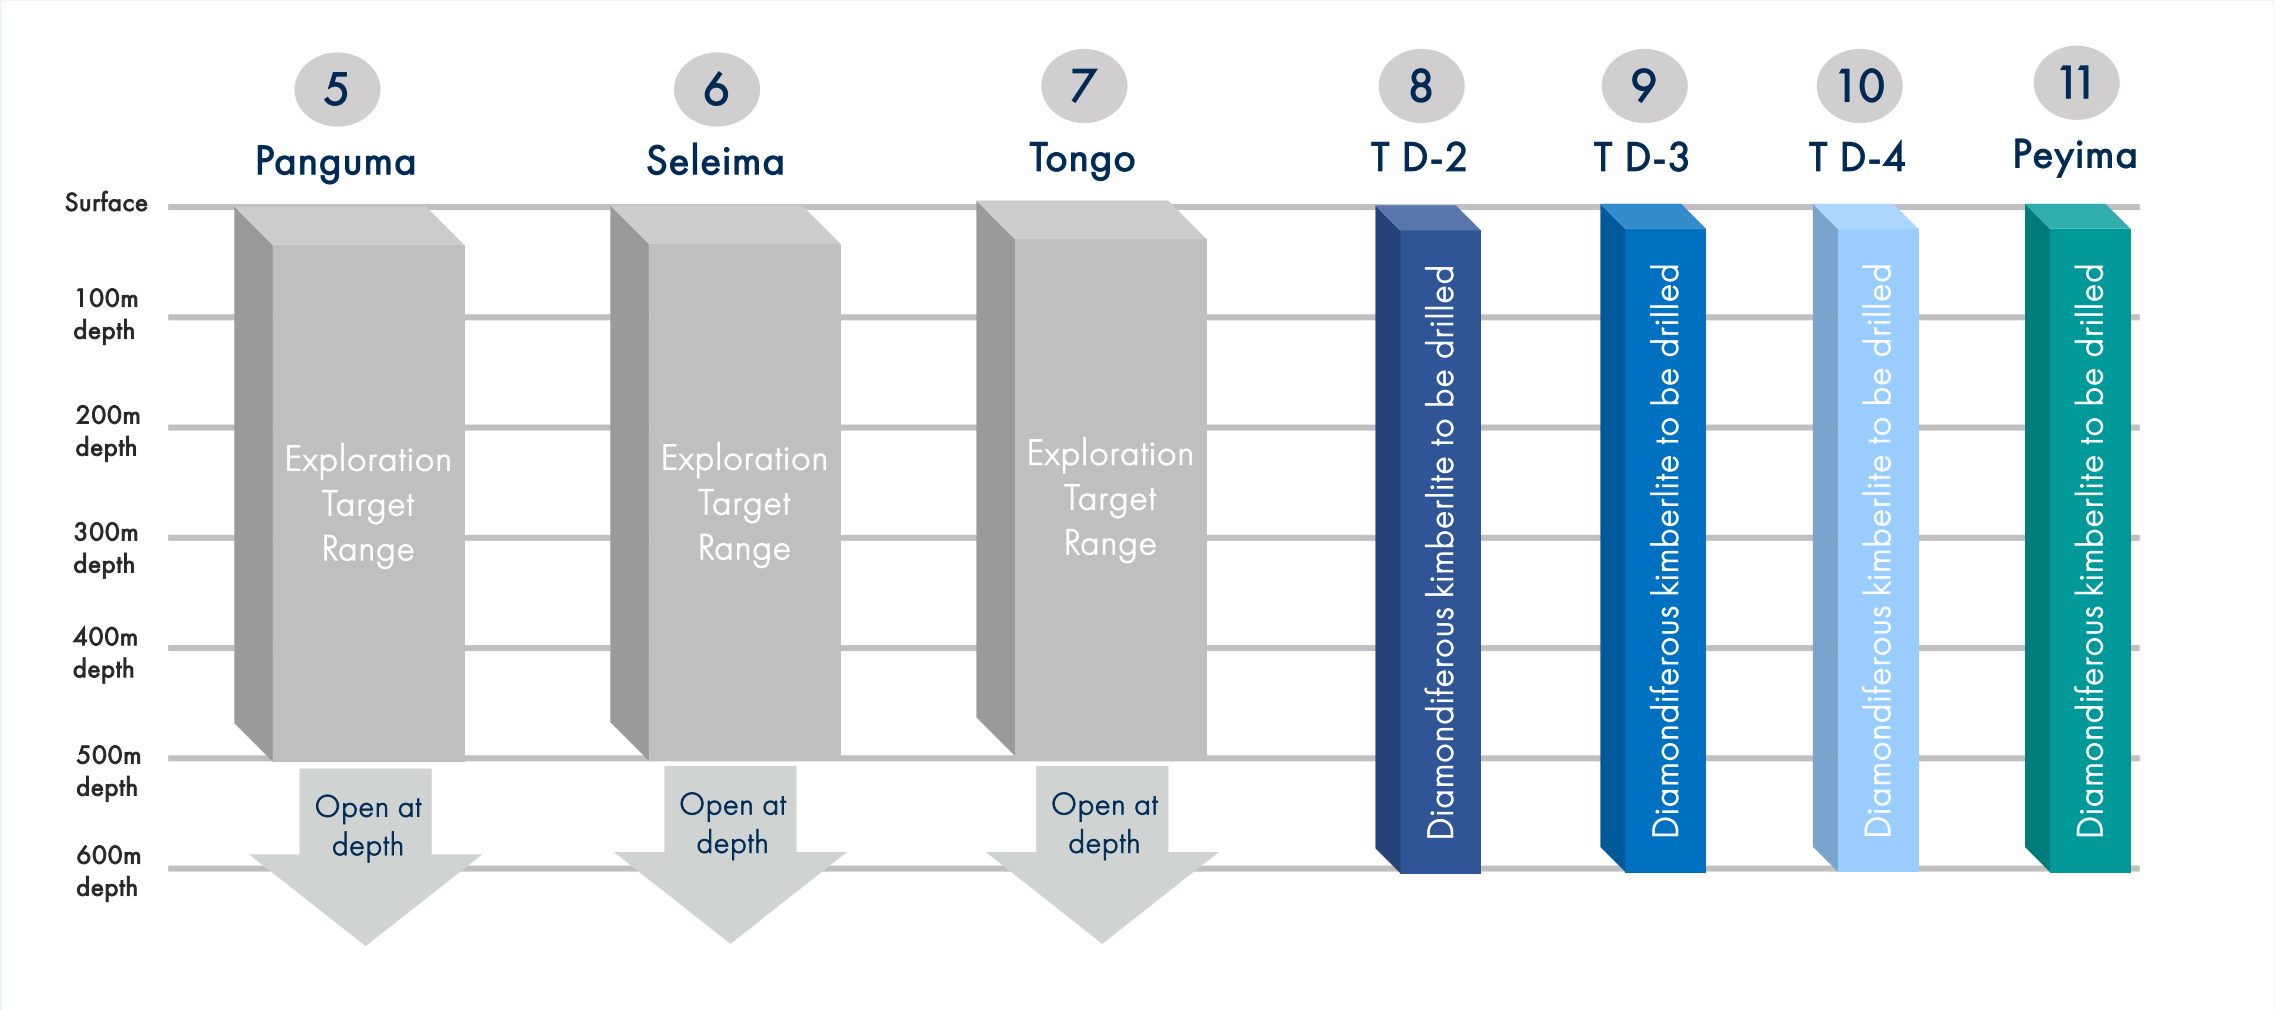 5
6
7
8
9
10
11
Panguma
Seleima
Tongo
T D-2
T D-3
T D-4
Peyima
Surface
100m
depth
200m
depth
300m
depth
400m
depth
500m
depth
600m
depth
Exploration
Target
Range
Exploration
Target
Range
Exploration
Target
Range
Diamondiferous kimberlite to be drilled
Diamondiferous kimberlite to be drilled
Diamondiferous kimberlite to be drilled
Diamondiferous kimberlite to be drilled
Open at
depth
Open at
depth
Open at
depth